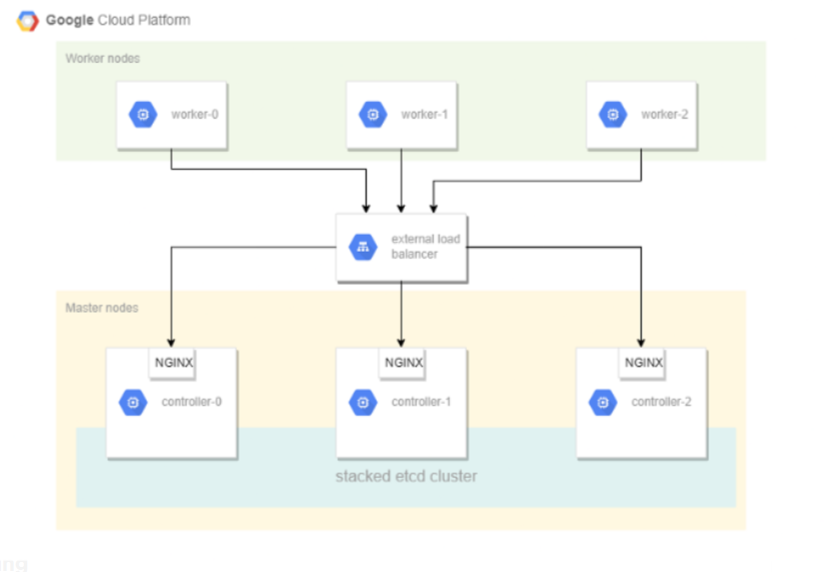 Google Cloud Platform
Worker nodes
worker-0
worker-1
worker-2
external load
balancer
Master nodes
NGINX
NGINX
NGINX
controller-0
controller-1
controller-2
stacked etcd cluster
ing